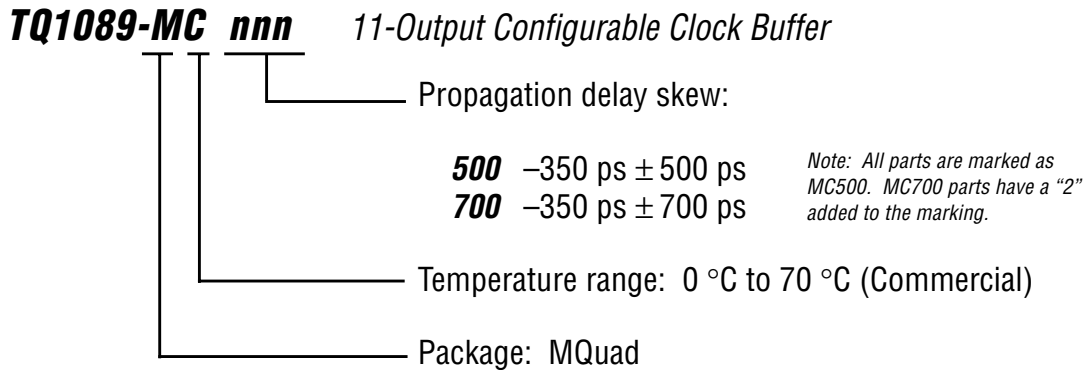 TQ1089-MC nnn 11-Output Configurable Clock Buffer
Propagation delay skew:
500 –350 ps ± 500 ps
700 –350 ps ± 700 ps
Note: All parts are marked as
MC500. MC700 parts have a “2”
added to the marking.
Temperature range: 0 °C to 70 °C (Commercial)
Package: MQuad